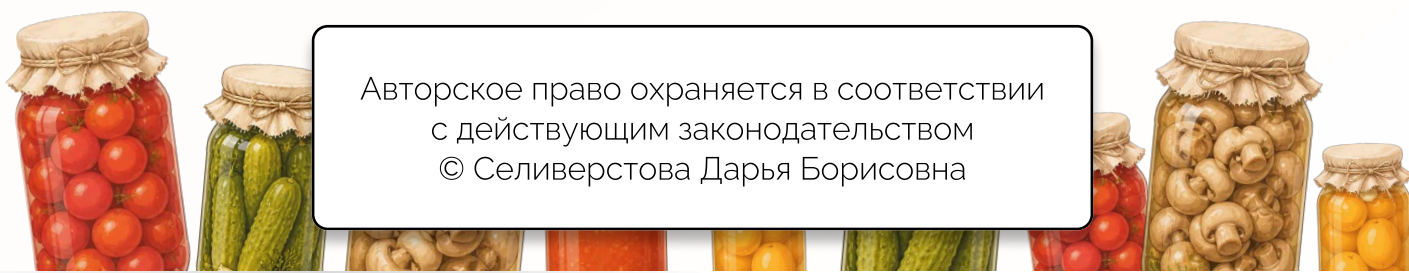 Авторское право охраняется в соответствии
с действующим законодательством
© Селиверстова Дарья Борисовна